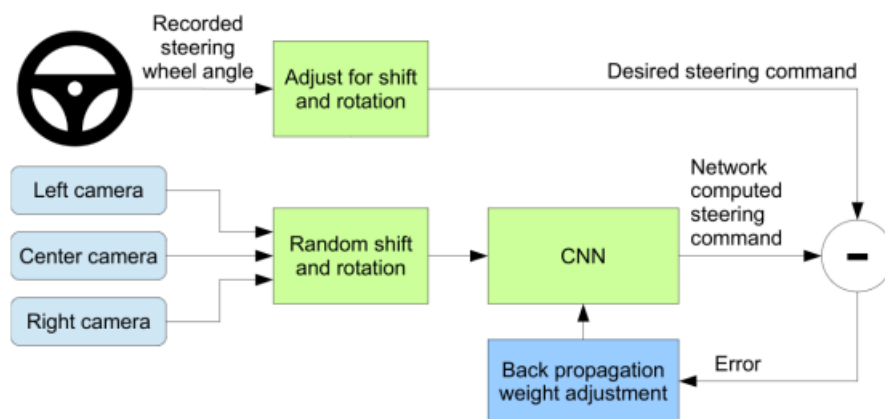 Recorded
steering
wheel angle
Adjust for shift
and rotation
Desired steering command
Left camera
Center camera
Right camera
Random shift
and rotation
CNN
Network
computed
steering
command
-
Back propagation
weight adjustment
Error